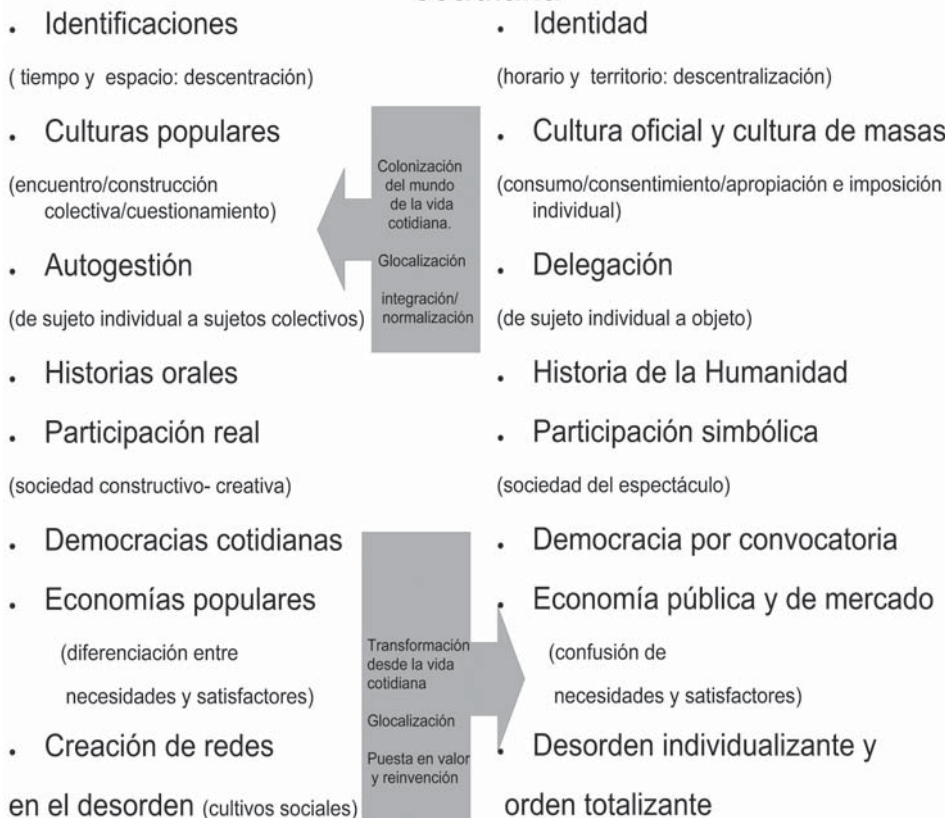 • Identificaciones
( tiempo y espacio: descentración)
• Culturas populares
(encuentro/construcción
colectiva/cuestionamiento)
• Autogestión
(de sujeto individual a sujetos colectivos)
• Historias orales
• Participación real
(sociedad constructivo- creativa)
• Democracias cotidianas
• Economías populares
(diferenciación entre
necesidades y satisfactores)
• Creación de redes
en el desorden (cultivos sociales)
Colonización
del mundo
de la vida
cotidiana.
Glocalización
integración/
normalización
Transformación
desde la vida
cotidiana
Glocalización
Puesta en valor
y reinvención
• Identidad
(horario y territorio: descentralización)
• Cultura oficial y cultura de masas
(consumo/consentimiento/apropiación e imposición
individual)
• Delegación
(de sujeto individual a objeto)
• Historia de la Humanidad
• Participación simbólica
(sociedad del espectáculo)
• Democracia por convocatoria
• Economía pública y de mercado
(confusión de
necesidades y satisfactores)
• Desorden individualizante y
orden totalizante